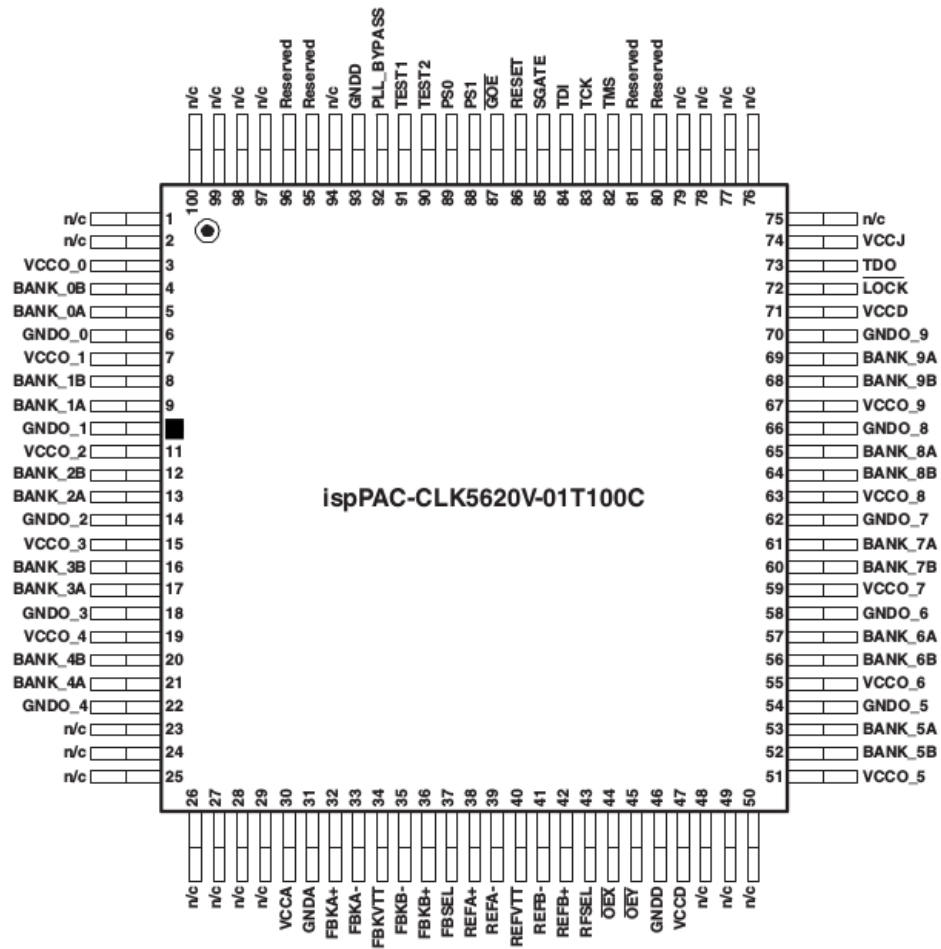 n/c n/c n/c n/c Reserved Reserved n/c GNDD PLL_BYPASS TEST1 TEST2 PS0 PS1 GOE RESET SGATE TDI TCK TMS Reserved Reserved n/c n/c n/c n/c
100 99 98 97 96 95 94 93 92 91 90 89 88 87 86 85 84 83 82 81 80 79 78 77 76
n/c 1 75 n/c
n/c 2 74 VCCJ
VCCO_0 3 73 TDO
BANK_0B 4 72 LOCK
BANK_0A 5 71 VCCD
GNDO_0 6 70 GNDO_9
VCCO_1 7 69 BANK_9A
BANK_1B 8 68 BANK_9B
BANK_1A 9 67 VCCO_9
GNDO_1 66 GNDO_8
VCCO_2 11 65 BANK_8A
BANK_2B 12 64 BANK_8B
BANK_2A 13 ispPAC-CLK5620V-01T100C 63 VCCO_8
GNDO_2 14 62 GNDO_7
VCCO_3 15 61 BANK_7A
BANK_3B 16 60 BANK_7B
BANK_3A 17 59 VCCO_7
GNDO_3 18 58 GNDO_6
VCCO_4 19 57 BANK_6A
BANK_4B 20 56 BANK_6B
BANK_4A 21 55 VCCO_6
GNDO_4 22 54 GNDO_5
n/c 23 53 BANK_5A
n/c 24 52 BANK_5B
n/c 25 51 VCCO_5
26 27 28 29 30 31 32 33 34 35 36 37 38 39 40 41 42 43 44 45 46 47 48 49 50
n/c n/c n/c n/c VCCA GNDA FBKA+ FBKA- FBKVTT FBKB- FBKB+ FBSEL REFA+ REFA- REFVTT REFB- REFB+ RFSEL OEX OEY GNDD VCCD n/c n/c n/c